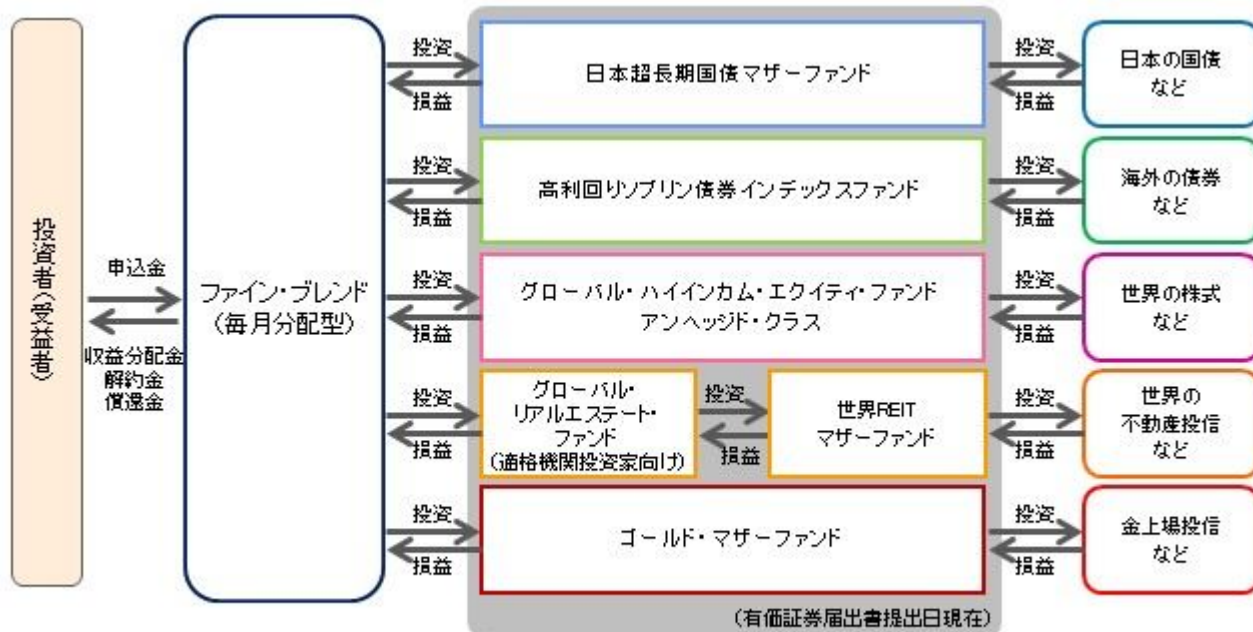 投資者(受益者)
申込金
収益分配金
解約金
償還金
ファイン・ブレンド
(毎月分配型)
投資
損益
日本超長期国債マザーファンド
投資
損益
日本の国債
など
投資
損益
高利回りソブリン債券インデックスファンド
投資
損益
海外の債券
など
投資
損益
グローバル・ハイインカム・エクイティ・ファンド
アンヘッジド・クラス
投資
損益
世界の株式
など
投資
損益
グローバル・
リアルエステート・
ファンド
(適格機関投資家向け)
投資
損益
世界REIT
マザーファンド
投資
損益
世界の
不動産投信
など
投資
損益
ゴールド・マザーファンド
投資
損益
金上場投信
など
(有価証券届出書提出日現在)